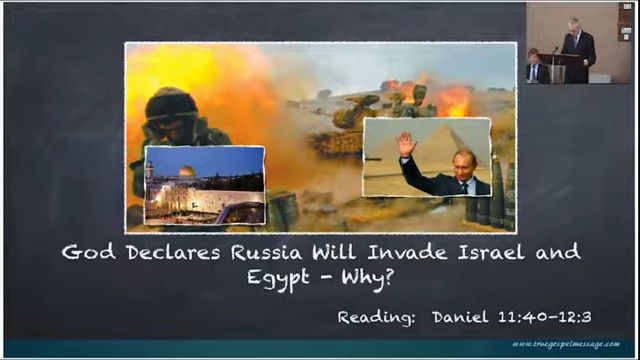 God Declares Russia Will Invade Israel and
Egypt - Why?
Reading: Daniel 11:40-12:3
www.truegospelmessage.com